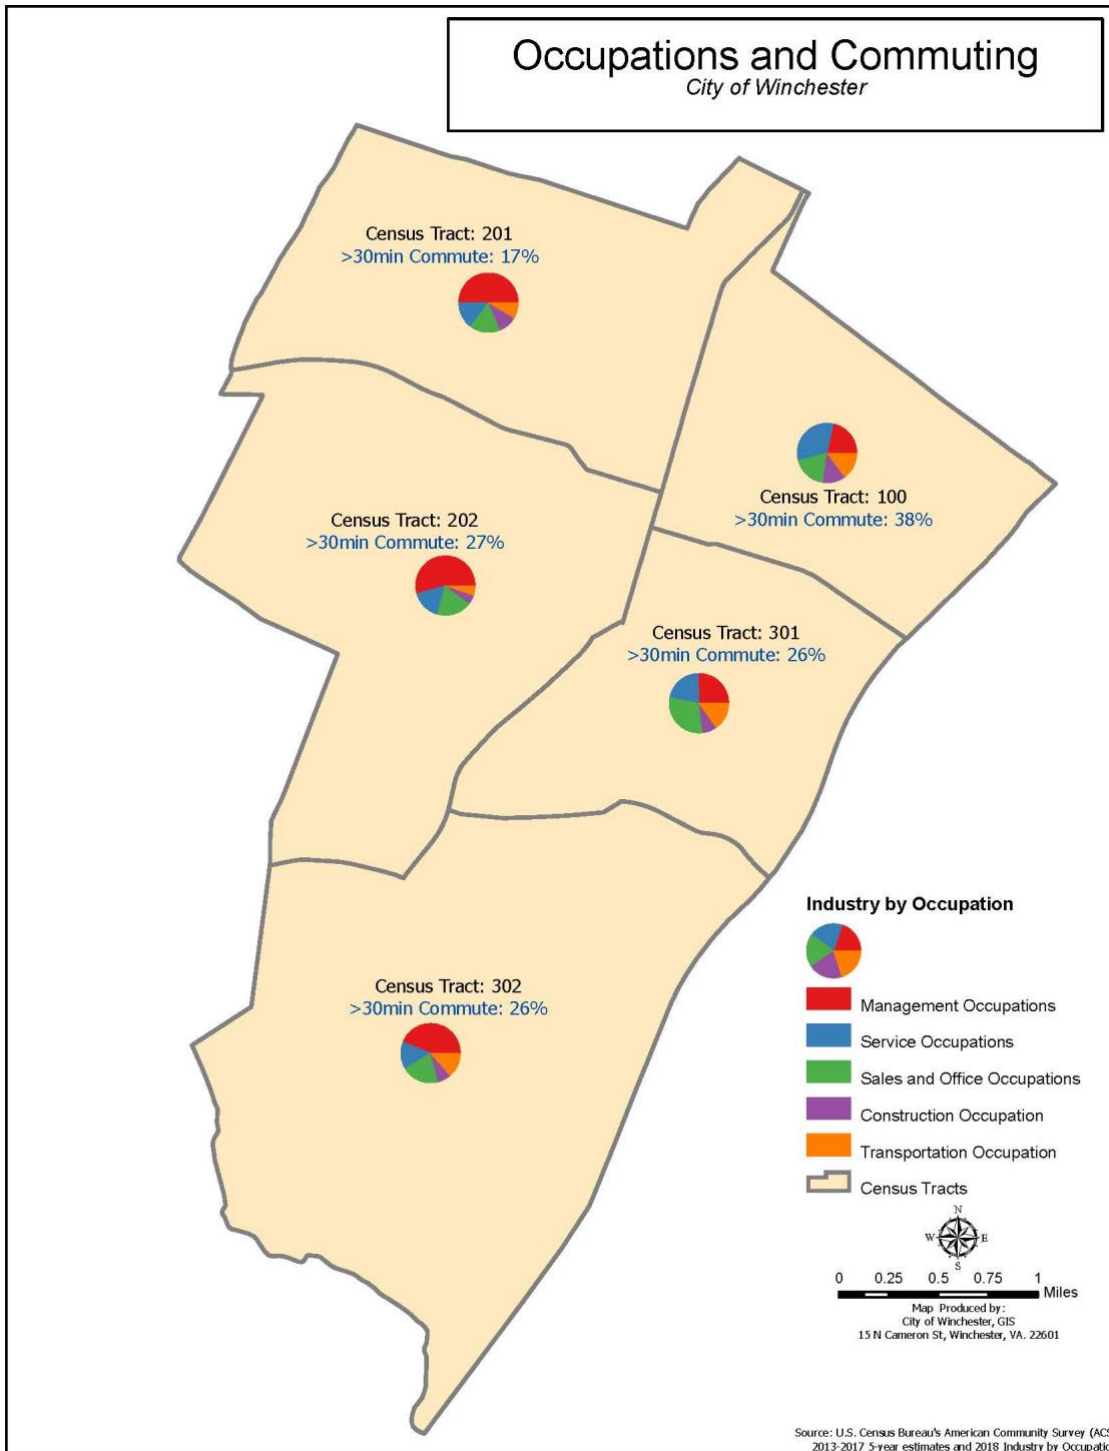 Occupations and Commuting
City of Winchester
Census Tract: 201
>30min Commute: 17%
Census Tract: 100
>30min Commute: 38%
Census Tract: 202
>30min Commute: 27%
Census Tract: 301
>30min Commute: 26%
Census Tract: 302
>30min Commute: 26%
Industry by Occupation
Management Occupations
Service Occupations
Sales and Office Occupations
Construction Occupation
Transportation Occupation
Census Tracts
N
W E
S
0 0.25 0.5 0.75 1
Miles
Map Produced by:
City of Winchester, GIS
15 N Cameron St, Winchester, VA. 22601
Source: U.S. Census Bureau's American Community Survey (ACS
2013-2017 5-year estimates and 2018 Industry by Occupatio